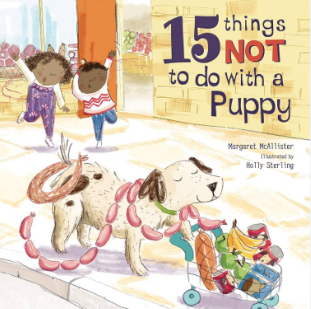 15 things
NOT
to do with a
Puppy
Margaret McAllister
illustrated by
Holly Sterling